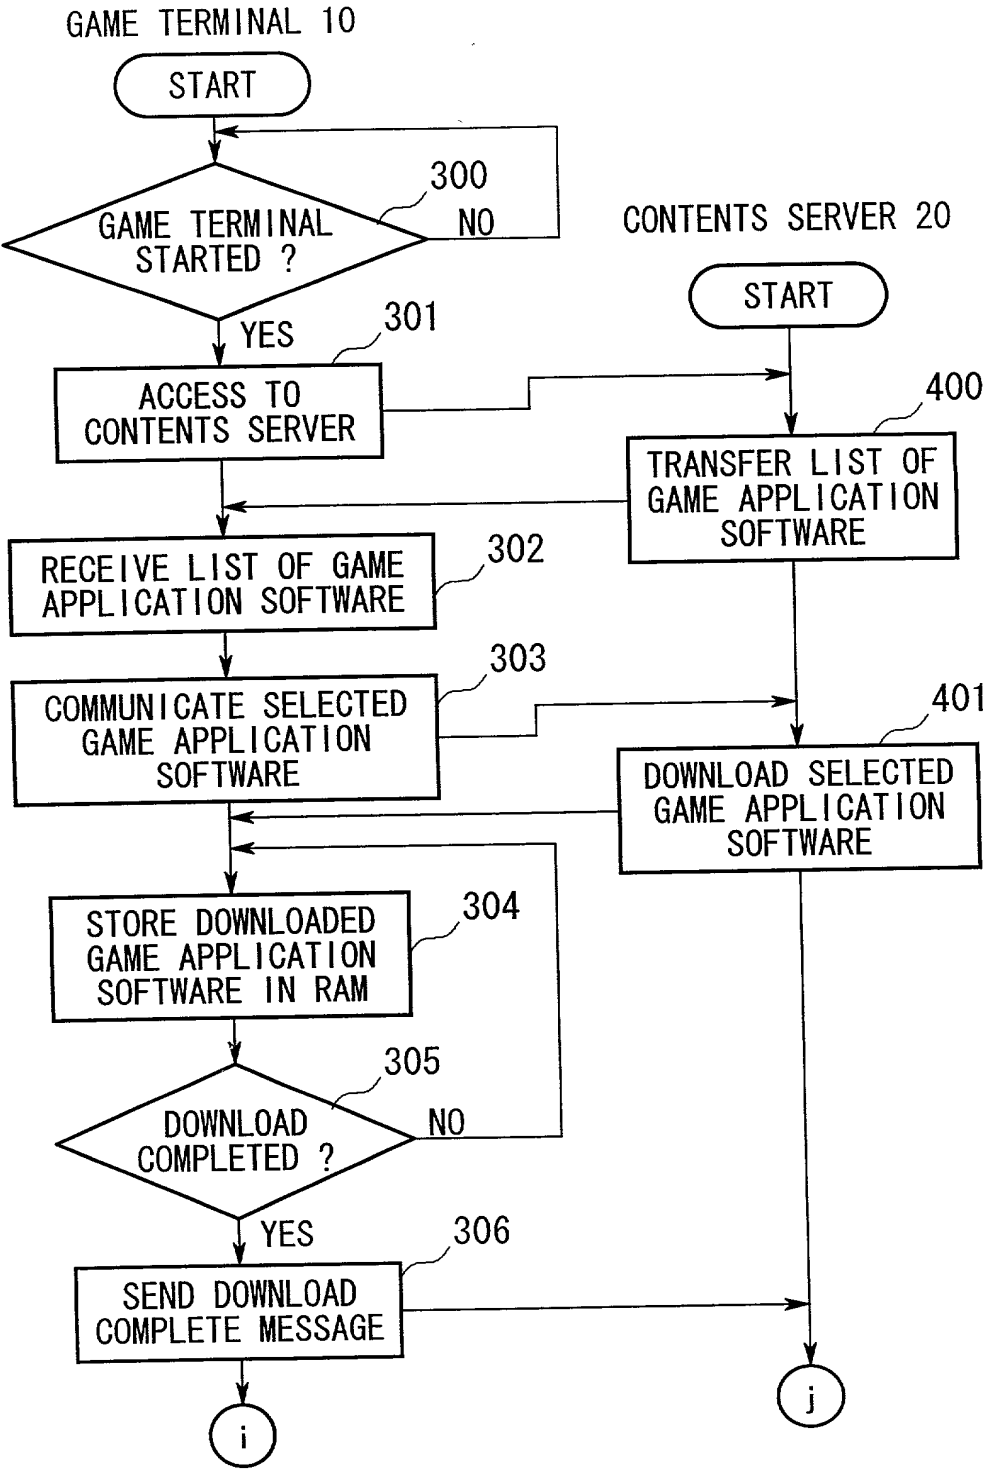 GAME TERMINAL 10
START
300
GAME TERMINAL
STARTED ?
NO
YES
301
ACCESS TO
CONTENTS SERVER
302
RECEIVE LIST OF GAME
APPLICATION SOFTWARE
303
COMMUNICATE SELECTED
GAME APPLICATION
SOFTWARE
304
STORE DOWNLOADED
GAME APPLICATION
SOFTWARE IN RAM
305
DOWNLOAD
COMPLETED ?
NO
YES
306
SEND DOWNLOAD
COMPLETE MESSAGE
i
CONTENTS SERVER 20
START
400
TRANSFER LIST OF
GAME APPLICATION
SOFTWARE
401
DOWNLOAD SELECTED
GAME APPLICATION
SOFTWARE
j